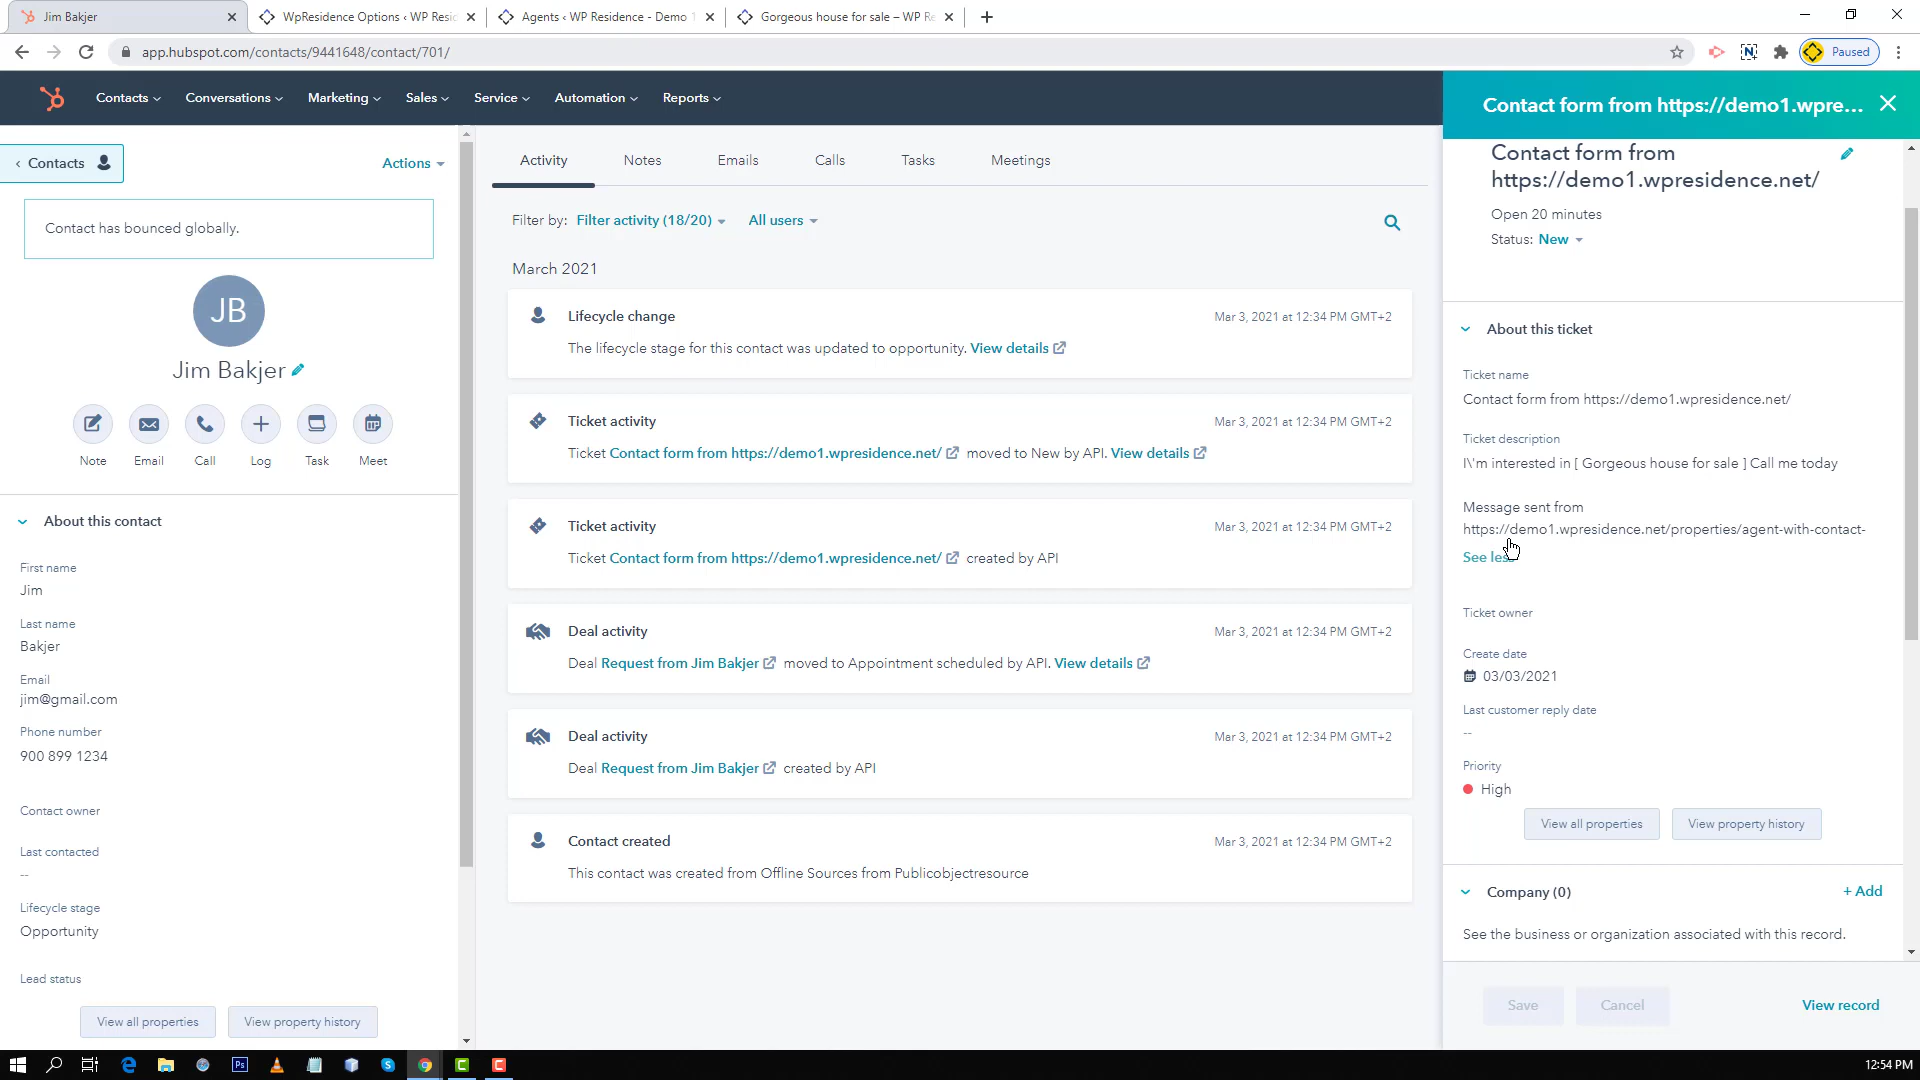 Jim Bakjer
WpResidence Options ‹ WP Resid
Agents ‹ WP Residence - Demo 1
Gorgeous house for sale – WP Re
app.hubspot.com/contacts/9441648/contact/701/
Paused
Contacts
Conversations
Marketing
Sales
Service
Automation
Reports
Contact form from https://demo1.wpre...
Contacts
Actions
Contact has bounced globally.
JB
Jim Bakjer
Note
Email
Call
Log
Task
Meet
About this contact
First name
Jim
Last name
Bakjer
Email
jim@gmail.com
Phone number
900 899 1234
Contact owner
Last contacted
--
Lifecycle stage
Opportunity
Lead status
View all properties
View property history
Activity
Notes
Emails
Calls
Tasks
Meetings
Filter by: Filter activity (18/20) All users
March 2021
Lifecycle change
Mar 3, 2021 at 12:34 PM GMT+2
The lifecycle stage for this contact was updated to opportunity. View details
Ticket activity
Mar 3, 2021 at 12:34 PM GMT+2
Ticket Contact form from https://demo1.wpresidence.net/ moved to New by API. View details
Ticket activity
Mar 3, 2021 at 12:34 PM GMT+2
Ticket Contact form from https://demo1.wpresidence.net/ created by API
Deal activity
Mar 3, 2021 at 12:34 PM GMT+2
Deal Request from Jim Bakjer moved to Appointment scheduled by API. View details
Deal activity
Mar 3, 2021 at 12:34 PM GMT+2
Deal Request from Jim Bakjer created by API
Contact created
Mar 3, 2021 at 12:34 PM GMT+2
This contact was created from Offline Sources from Publicobjectresource
Contact form from
https://demo1.wpresidence.net/
Open 20 minutes
Status: New
About this ticket
Ticket name
Contact form from https://demo1.wpresidence.net/
Ticket description
I\'m interested in [ Gorgeous house for sale ] Call me today
Message sent from
https://demo1.wpresidence.net/properties/agent-with-contact-
See less
Ticket owner
Create date
03/03/2021
Last customer reply date
--
Priority
High
View all properties
View property history
Company (0)
+ Add
See the business or organization associated with this record.
Save
Cancel
View record
Ps
12:54 PM